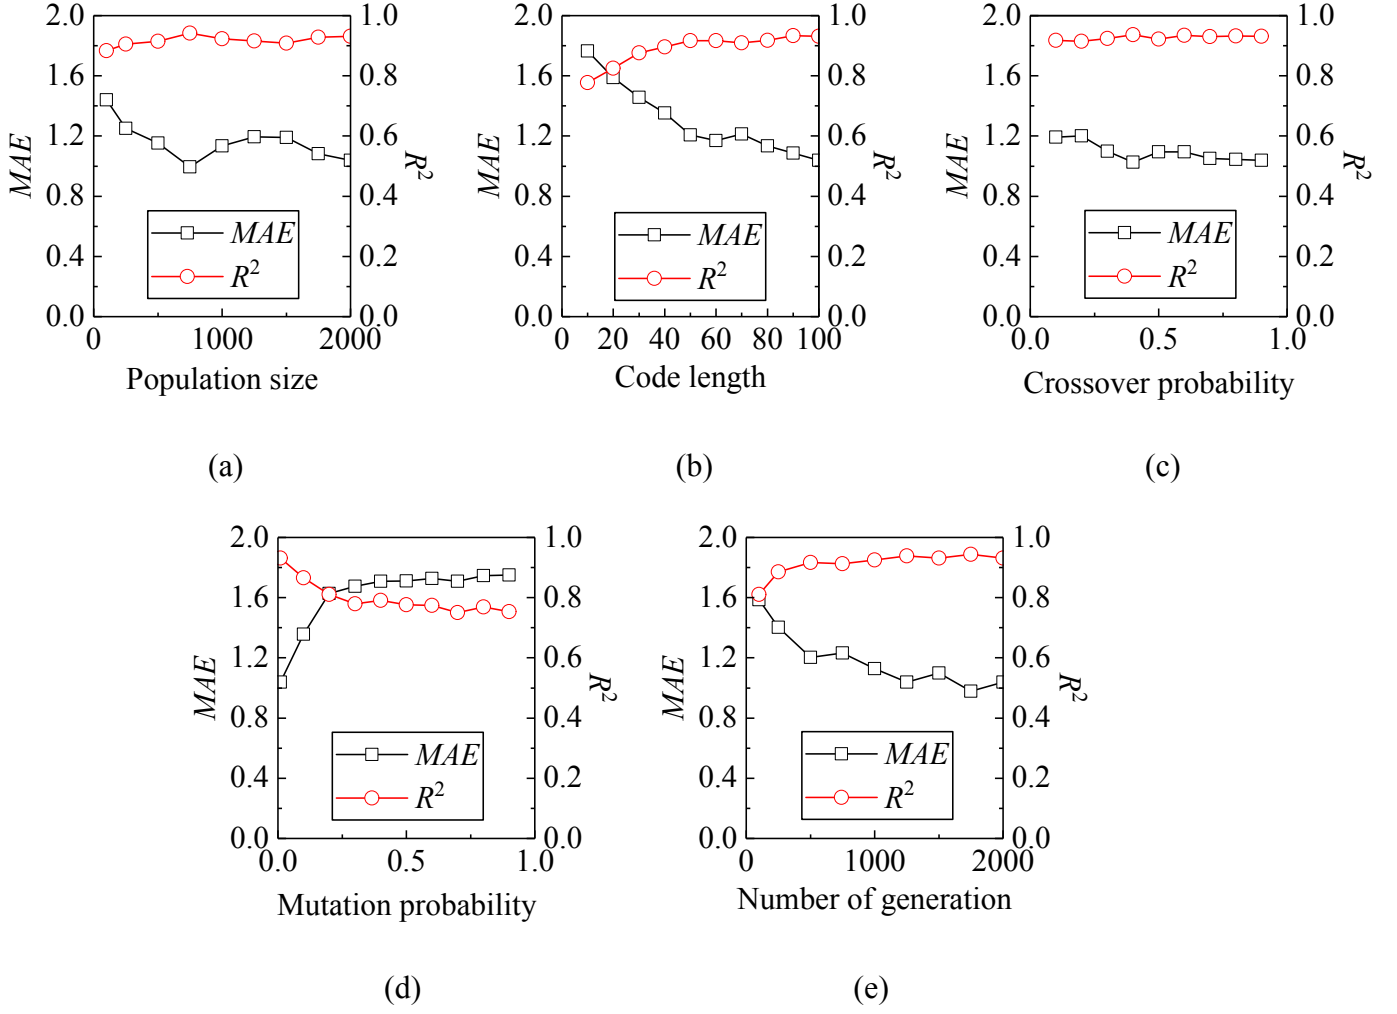 2.0
1.6
1.2
0.8
0.4
0.0
MAE
1.0
0.8
0.6
0.4
0.2
0.0
R²
MAE
R²
0 1000 2000
Population size
(a)
2.0
1.6
1.2
0.8
0.4
0.0
MAE
1.0
0.8
0.6
0.4
0.2
0.0
R²
MAE
R²
0 20 40 60 80 100
Code length
(b)
2.0
1.6
1.2
0.8
0.4
0.0
MAE
1.0
0.8
0.6
0.4
0.2
0.0
R²
MAE
R²
0 0.5 1.0
Crossover probability
(c)
2.0
1.6
1.2
0.8
0.4
0.0
MAE
1.0
0.8
0.6
0.4
0.2
0.0
R²
MAE
R²
0.0 0.5 1.0
Mutation probability
(d)
2.0
1.6
1.2
0.8
0.4
0.0
MAE
1.0
0.8
0.6
0.4
0.2
0.0
R²
MAE
R²
0 1000 2000
Number of generation
(e)